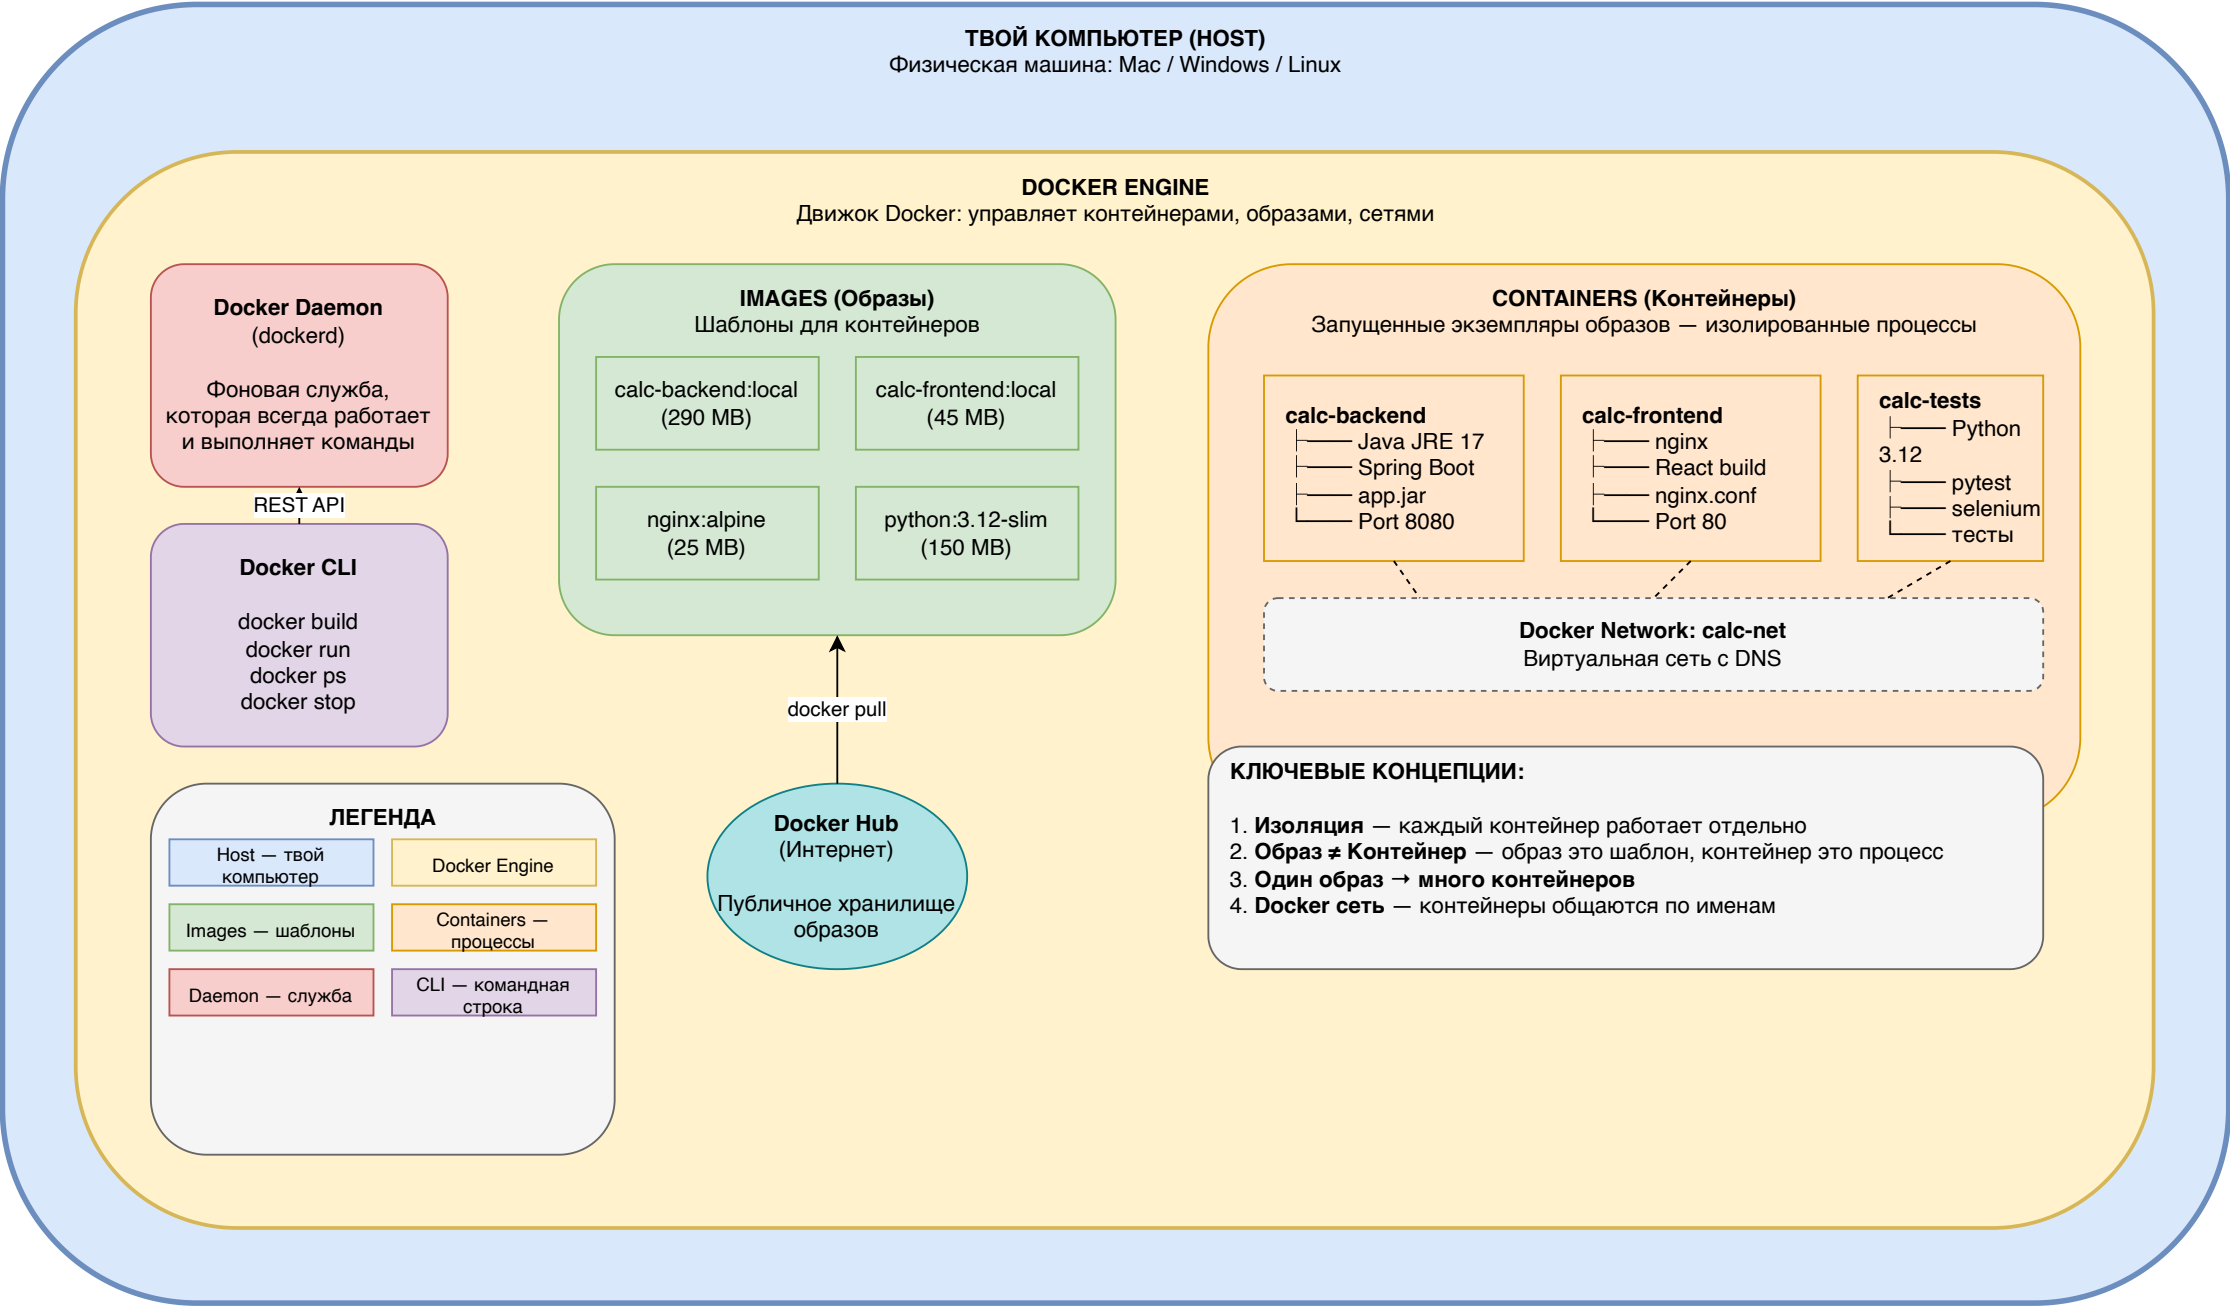 ТВОЙ КОМПЬЮТЕР (HOST)
Физическая машина: Mac / Windows / Linux
DOCKER ENGINE
Движок Docker: управляет контейнерами, образами, сетями
Docker Daemon
(dockerd)
Фоновая служба,
которая всегда работает
и выполняет команды
REST API
Docker CLI
docker build
docker run
docker ps
docker stop
IMAGES (Образы)
Шаблоны для контейнеров
calc-backend:local
(290 MB)
calc-frontend:local
(45 MB)
nginx:alpine
(25 MB)
python:3.12-slim
(150 MB)
docker pull
Docker Hub
(Интернет)
Публичное хранилище
образов
CONTAINERS (Контейнеры)
Запущенные экземпляры образов — изолированные процессы
calc-backend
├── Java JRE 17
├── Spring Boot
├── app.jar
└── Port 8080
calc-frontend
├── nginx
├── React build
├── nginx.conf
└── Port 80
calc-tests
├── Python
3.12
├── pytest
├── selenium
└── тесты
Docker Network: calc-net
Виртуальная сеть с DNS
КЛЮЧЕВЫЕ КОНЦЕПЦИИ:
1. Изоляция — каждый контейнер работает отдельно
2. Образ ≠ Контейнер — образ это шаблон, контейнер это процесс
3. Один образ → много контейнеров
4. Docker сеть — контейнеры общаются по именам
ЛЕГЕНДА
Host — твой
компьютер
Docker Engine
Images — шаблоны
Containers —
процессы
Daemon — служба
CLI — командная
строка